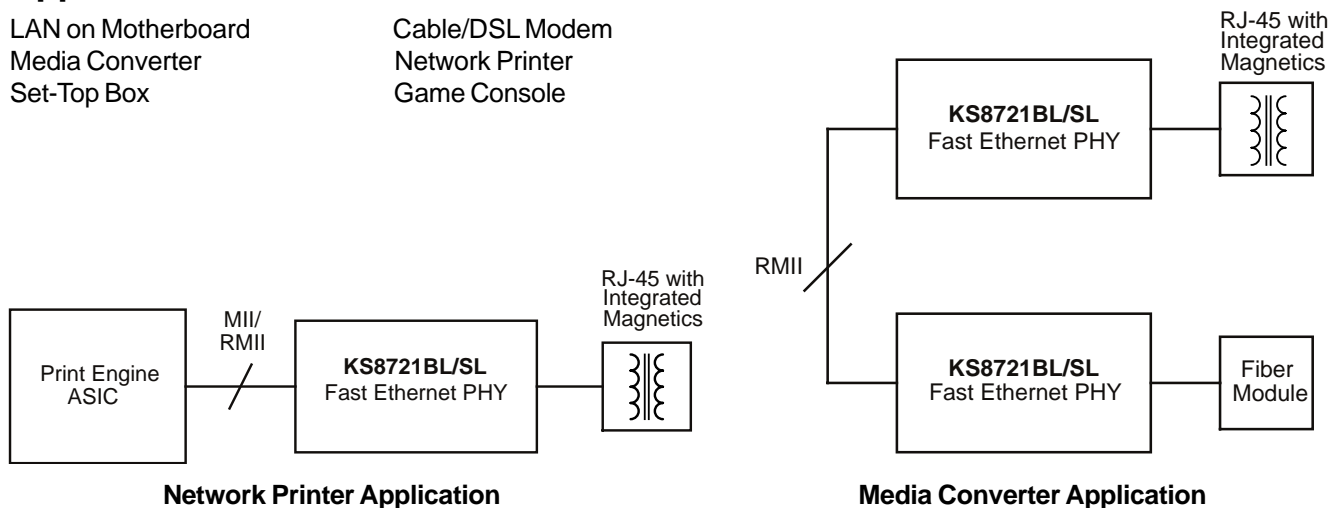 LAN on Motherboard
Media Converter
Set-Top Box
Cable/DSL Modem
Network Printer
Game Console
Print Engine
ASIC
MII/
RMII
KS8721BL/SL
Fast Ethernet PHY
RJ-45 with
Integrated
Magnetics
Network Printer Application
RJ-45 with
Integrated
Magnetics
KS8721BL/SL
Fast Ethernet PHY
RMII
KS8721BL/SL
Fast Ethernet PHY
Fiber
Module
Media Converter Application